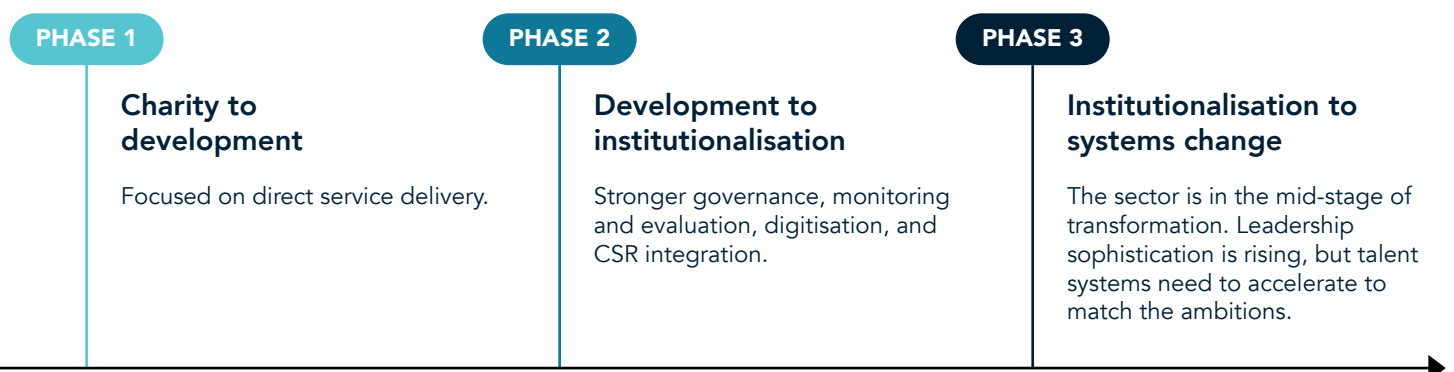 PHASE 1
Charity to
development
Focused on direct service delivery.
PHASE 2
Development to
institutionalisation
Stronger governance, monitoring
and evaluation, digitisation, and
CSR integration.
PHASE 3
Institutionalisation to
systems change
The sector is in the mid-stage of
transformation. Leadership
sophistication is rising, but talent
systems need to accelerate to
match the ambitions.